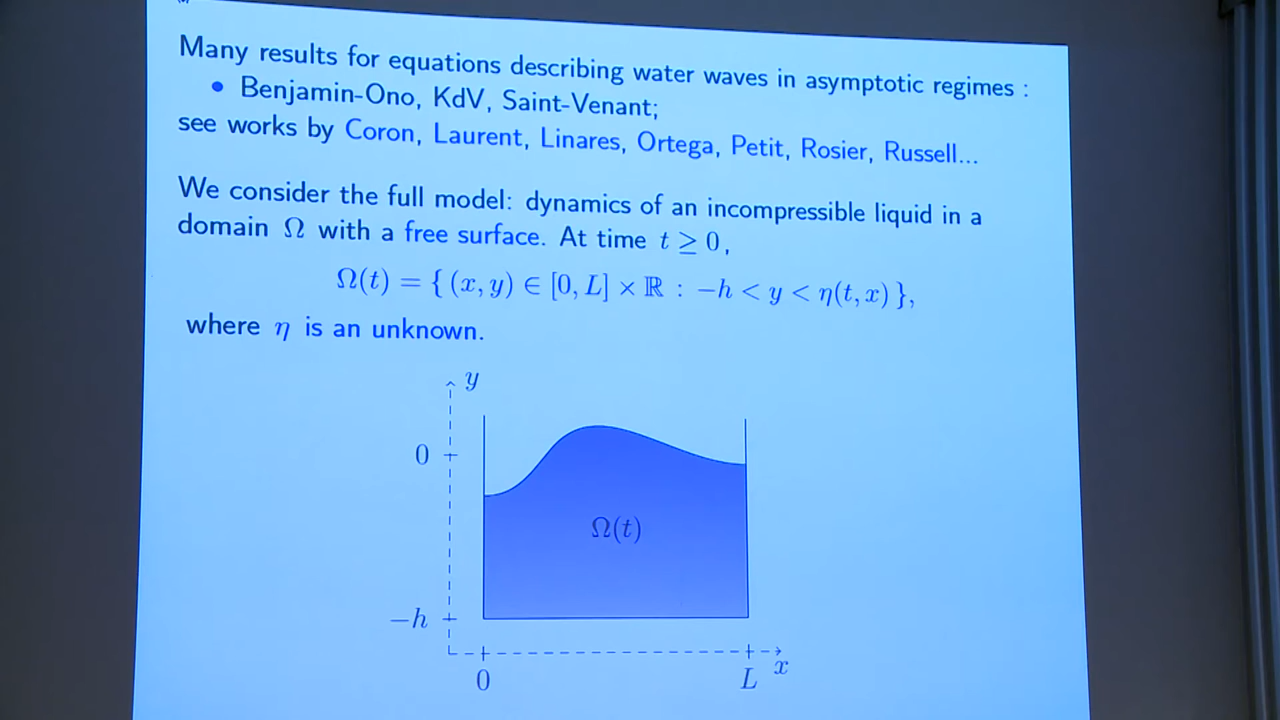 Many results for equations describing water waves in asymptotic regimes :
• Benjamin-Ono, KdV, Saint-Venant;
see works by Coron, Laurent, Linares, Ortega, Petit, Rosier, Russell...
We consider the full model: dynamics of an incompressible liquid in a
domain Ω with a free surface. At time t ≥ 0,
Ω(t) = { (x, y) ∈ [0, L] × ℝ : −h < y < η(t, x) },
where η is an unknown.
y
0
Ω(t)
−h
x
0 L